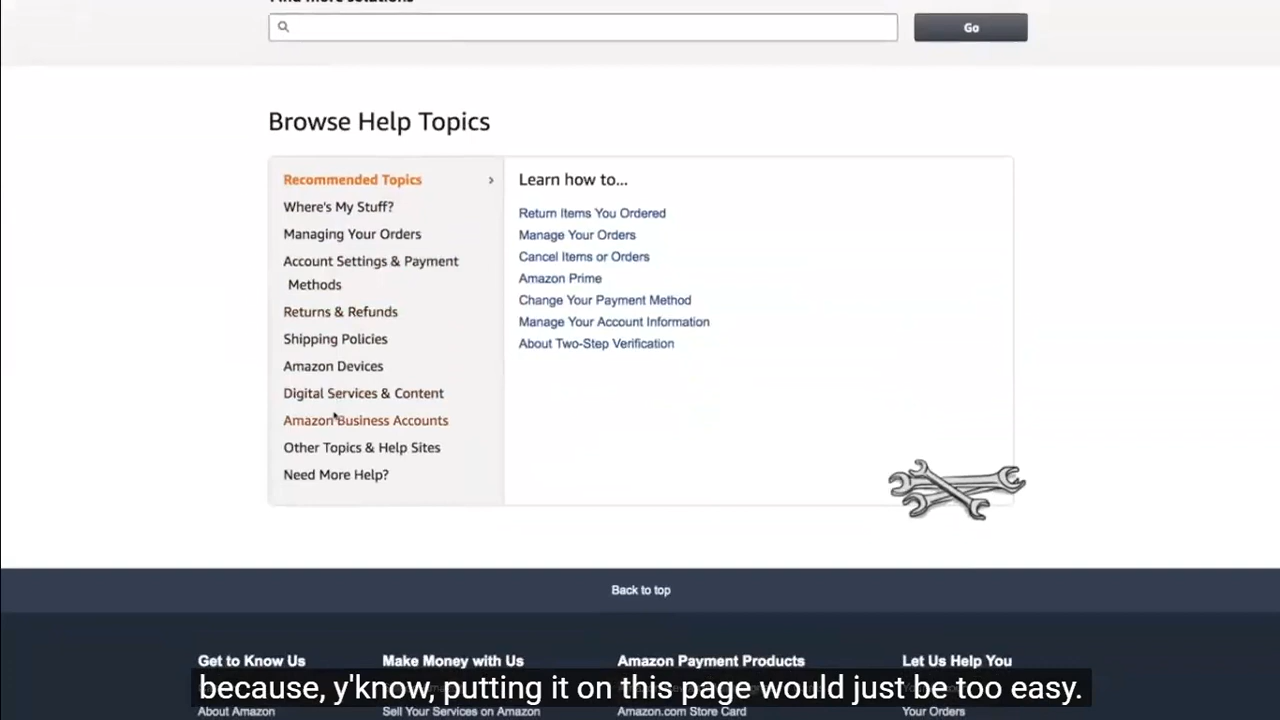 Go
Browse Help Topics
Recommended Topics
Where's My Stuff?
Managing Your Orders
Account Settings & Payment
Methods
Returns & Refunds
Shipping Policies
Amazon Devices
Digital Services & Content
Amazon Business Accounts
Other Topics & Help Sites
Need More Help?
Learn how to...
Return Items You Ordered
Manage Your Orders
Cancel Items or Orders
Amazon Prime
Change Your Payment Method
Manage Your Account Information
About Two-Step Verification
Back to top
Get to Know Us
Make Money with Us
Amazon Payment Products
Let Us Help You
because, y'know, putting it on this page would just be too easy.
About Amazon
Sell Your Services on Amazon
Amazon.com Store Card
Your Orders